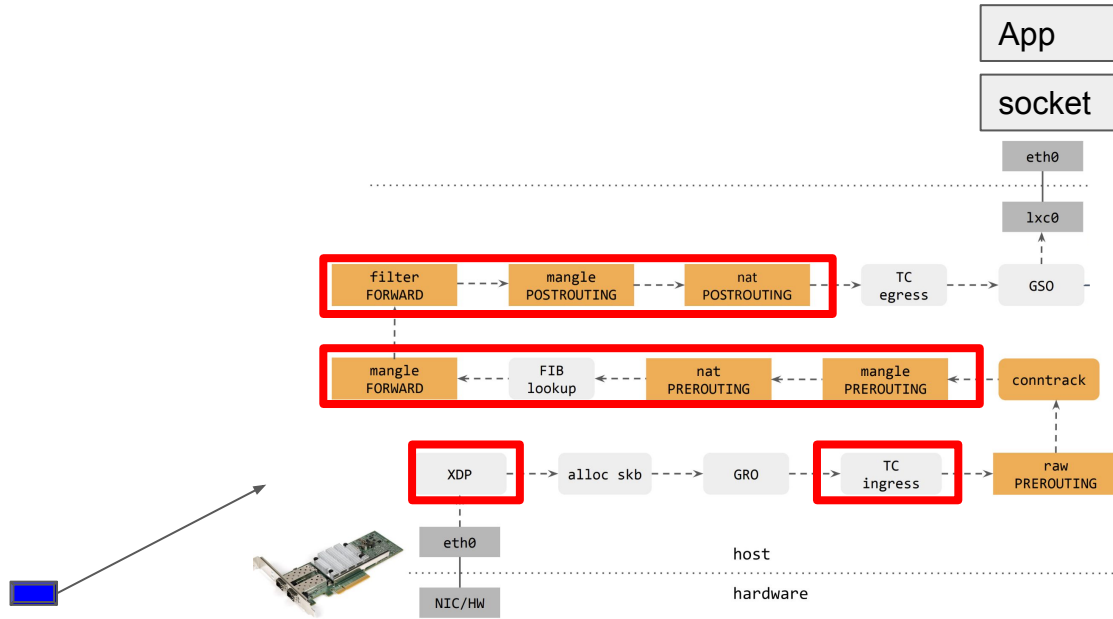 App
socket
eth0
lxc0
filter
FORWARD
mangle
POSTROUTING
nat
POSTROUTING
TC
egress
GSO
mangle
FORWARD
FIB
lookup
nat
PREROUTING
mangle
PREROUTING
conntrack
XDP
alloc skb
GRO
TC
ingress
raw
PREROUTING
eth0
host
NIC/HW
hardware